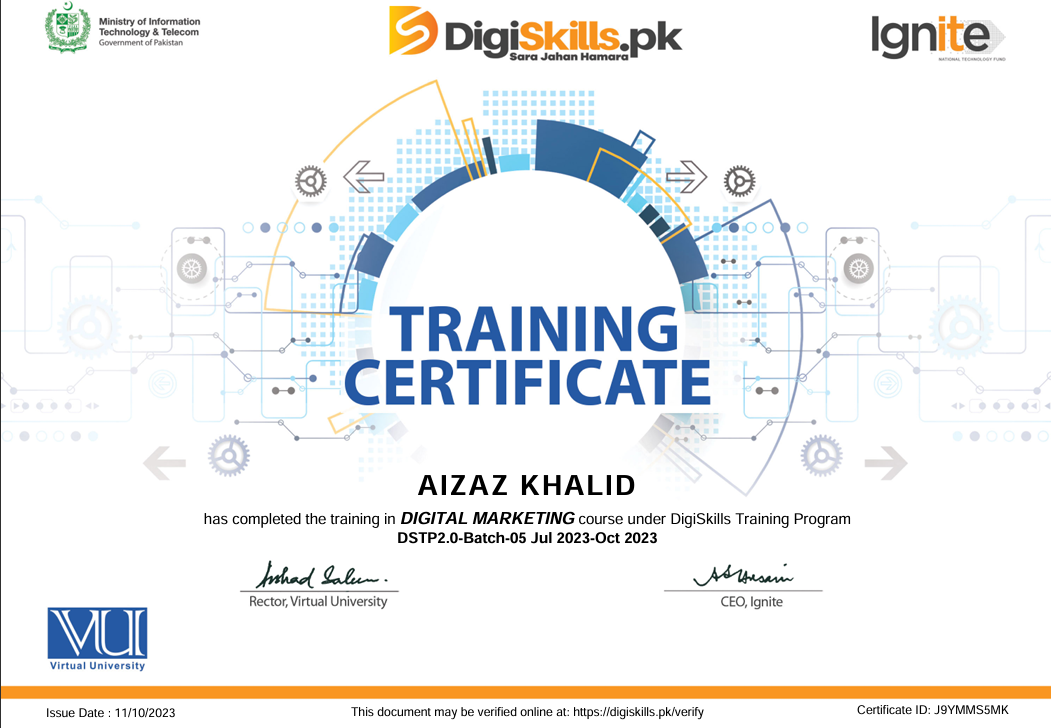 Ministry of Information
Technology & Telecom
Government of Pakistan
DigiSkills.pk
Sara Jahan Hamara
Ignite
NATIONAL TECHNOLOGY FUND
TRAINING
CERTIFICATE
AIZAZ KHALID
has completed the training in DIGITAL MARKETING course under DigiSkills Training Program
DSTP2.0-Batch-05 Jul 2023-Oct 2023
Rector, Virtual University
CEO, Ignite
VU
Virtual University
Issue Date : 11/10/2023
This document may be verified online at: https://digiskills.pk/verify
Certificate ID: J9YMMS5MK